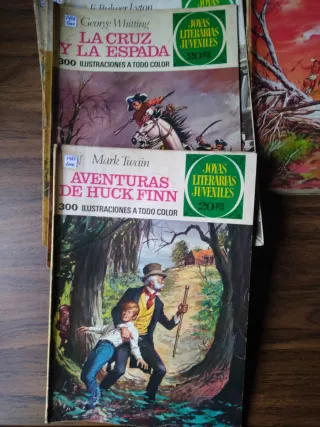 E. Bulwer Lytton
George Whitting
LA CRUZ
Y LA ESPADA
300 ILUSTRACIONES A TODO COLOR
JOYAS
LITERARIAS
JUVENILES
Mark Twain
AVENTURAS
DE HUCK FINN
300 ILUSTRACIONES A TODO COLOR
JOYAS
LITERARIAS
JUVENILES
20